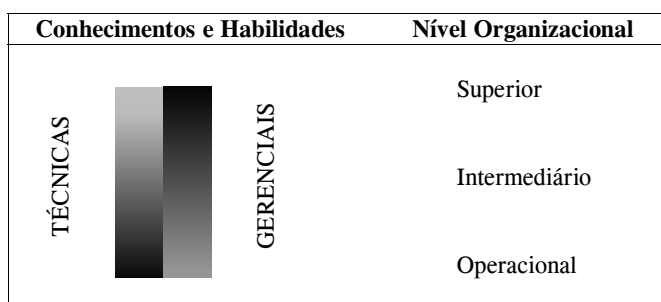 Conhecimentos e Habilidades Nível Organizacional
Superior
TÉCNICAS
GERENCIAIS
Intermediário
Operacional